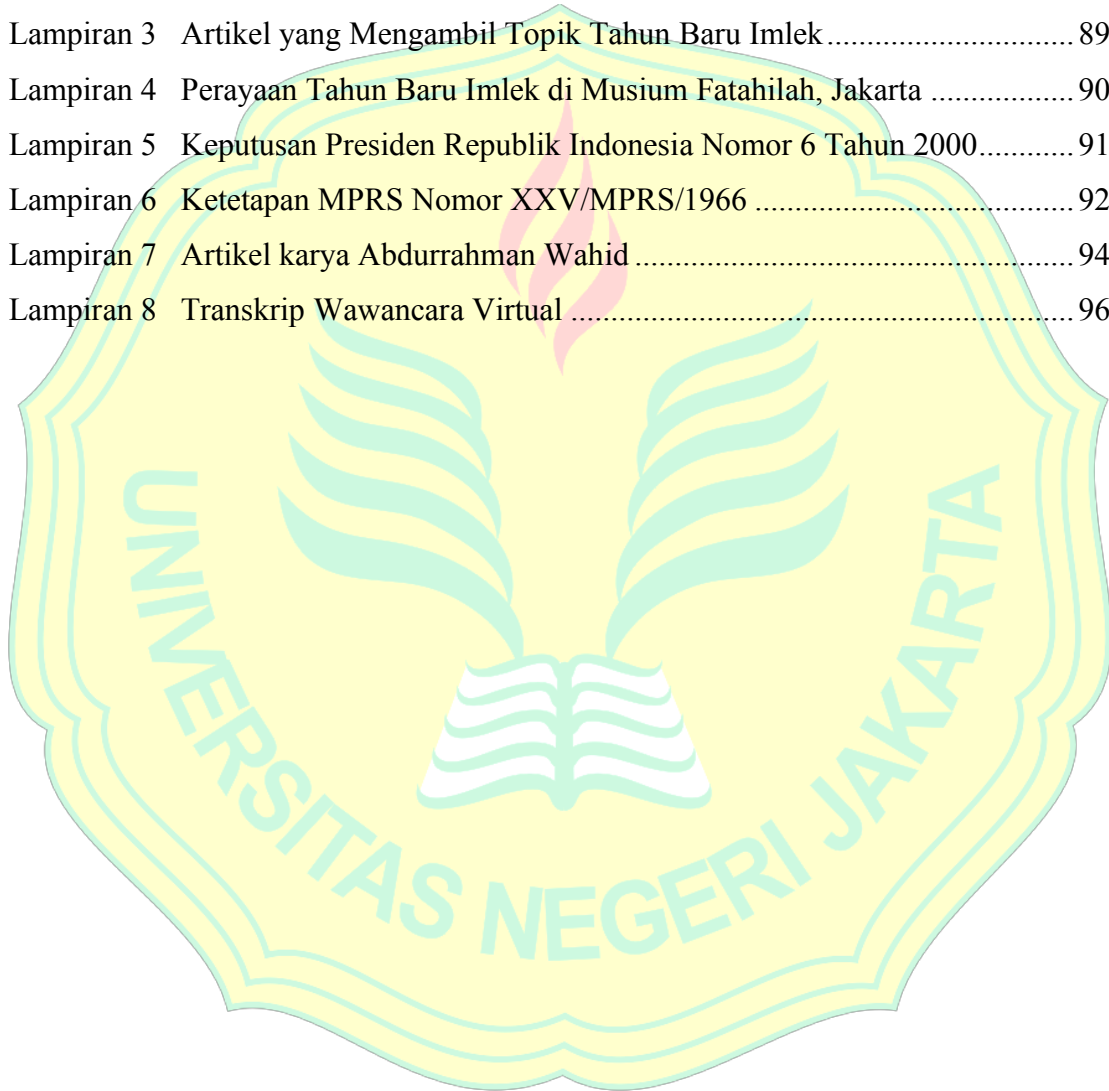 Lampiran 3 Artikel yang Mengambil Topik Tahun Baru Imlek............................ 89
Lampiran 4 Perayaan Tahun Baru Imlek di Musium Fatahilah, Jakarta ................ 90
Lampiran 5 Keputusan Presiden Republik Indonesia Nomor 6 Tahun 2000........... 91
Lampiran 6 Ketetapan MPRS Nomor XXV/MPRS/1966 .................................... 92
Lampiran 7 Artikel karya Abdurrahman Wahid .................................................. 94
Lampiran 8 Transkrip Wawancara Virtual .......................................................... 96
UNIVERSITAS NEGERI JAKARTA